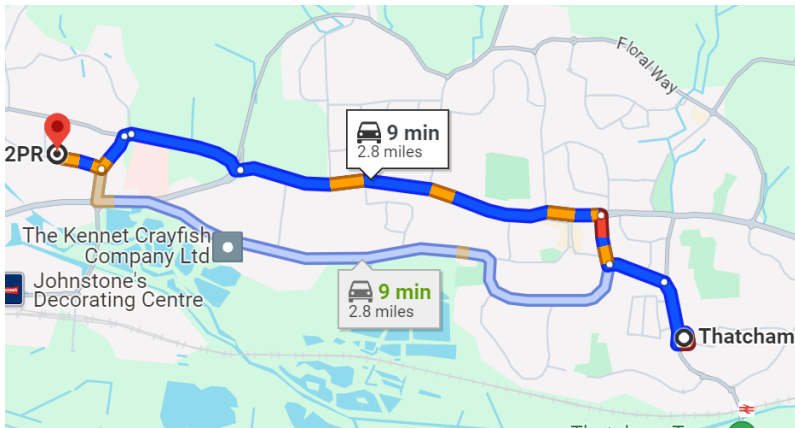 Floral Way
9 min
2.8 miles
2PR
The Kennet Crayfish
Company Ltd
Johnstone's
Decorating Centre
9 min
2.8 miles
Thatcham